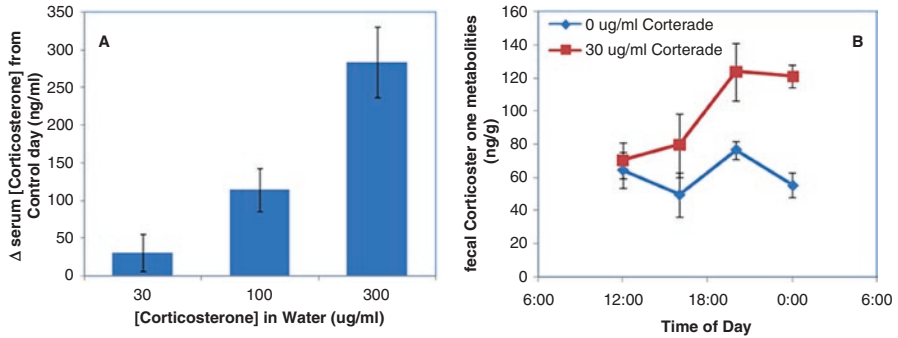 A
350
300
250
200
150
100
50
0
Δ serum [Corticosterone] from
Control day (ng/ml)
30 100 300
[Corticosterone] in Water (ug/ml)
B
0 ug/ml Corterade
30 ug/ml Corterade
160
140
120
100
80
60
40
20
0
fecal Corticoster one metabolities
(ng/g)
6:00 12:00 18:00 0:00 6:00
Time of Day